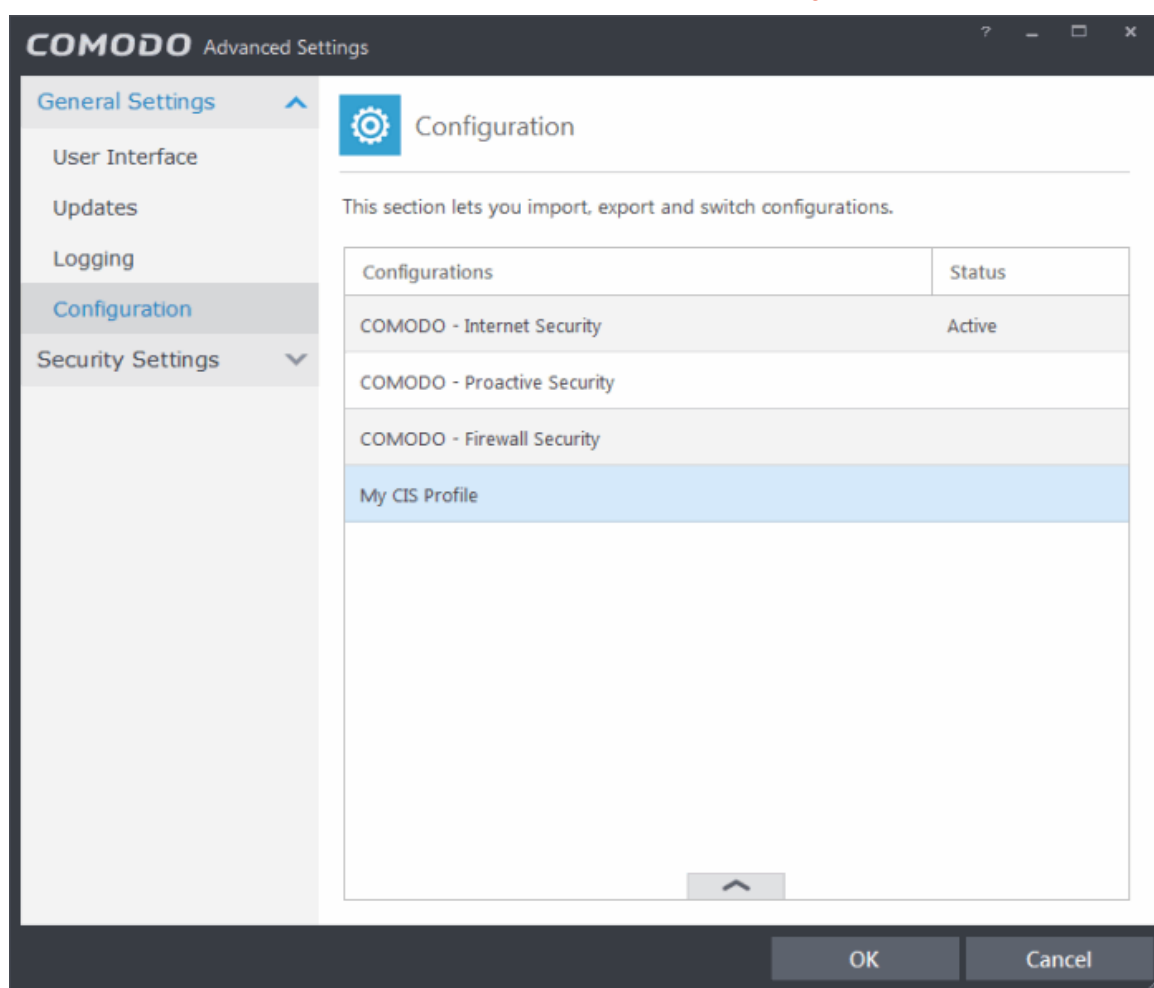 COMODO Advanced Settings
? _ □ ×
General Settings
User Interface
Updates
Logging
Configuration
Security Settings
Configuration
This section lets you import, export and switch configurations.
Configurations Status
COMODO - Internet Security Active
COMODO - Proactive Security
COMODO - Firewall Security
My CIS Profile
OK Cancel